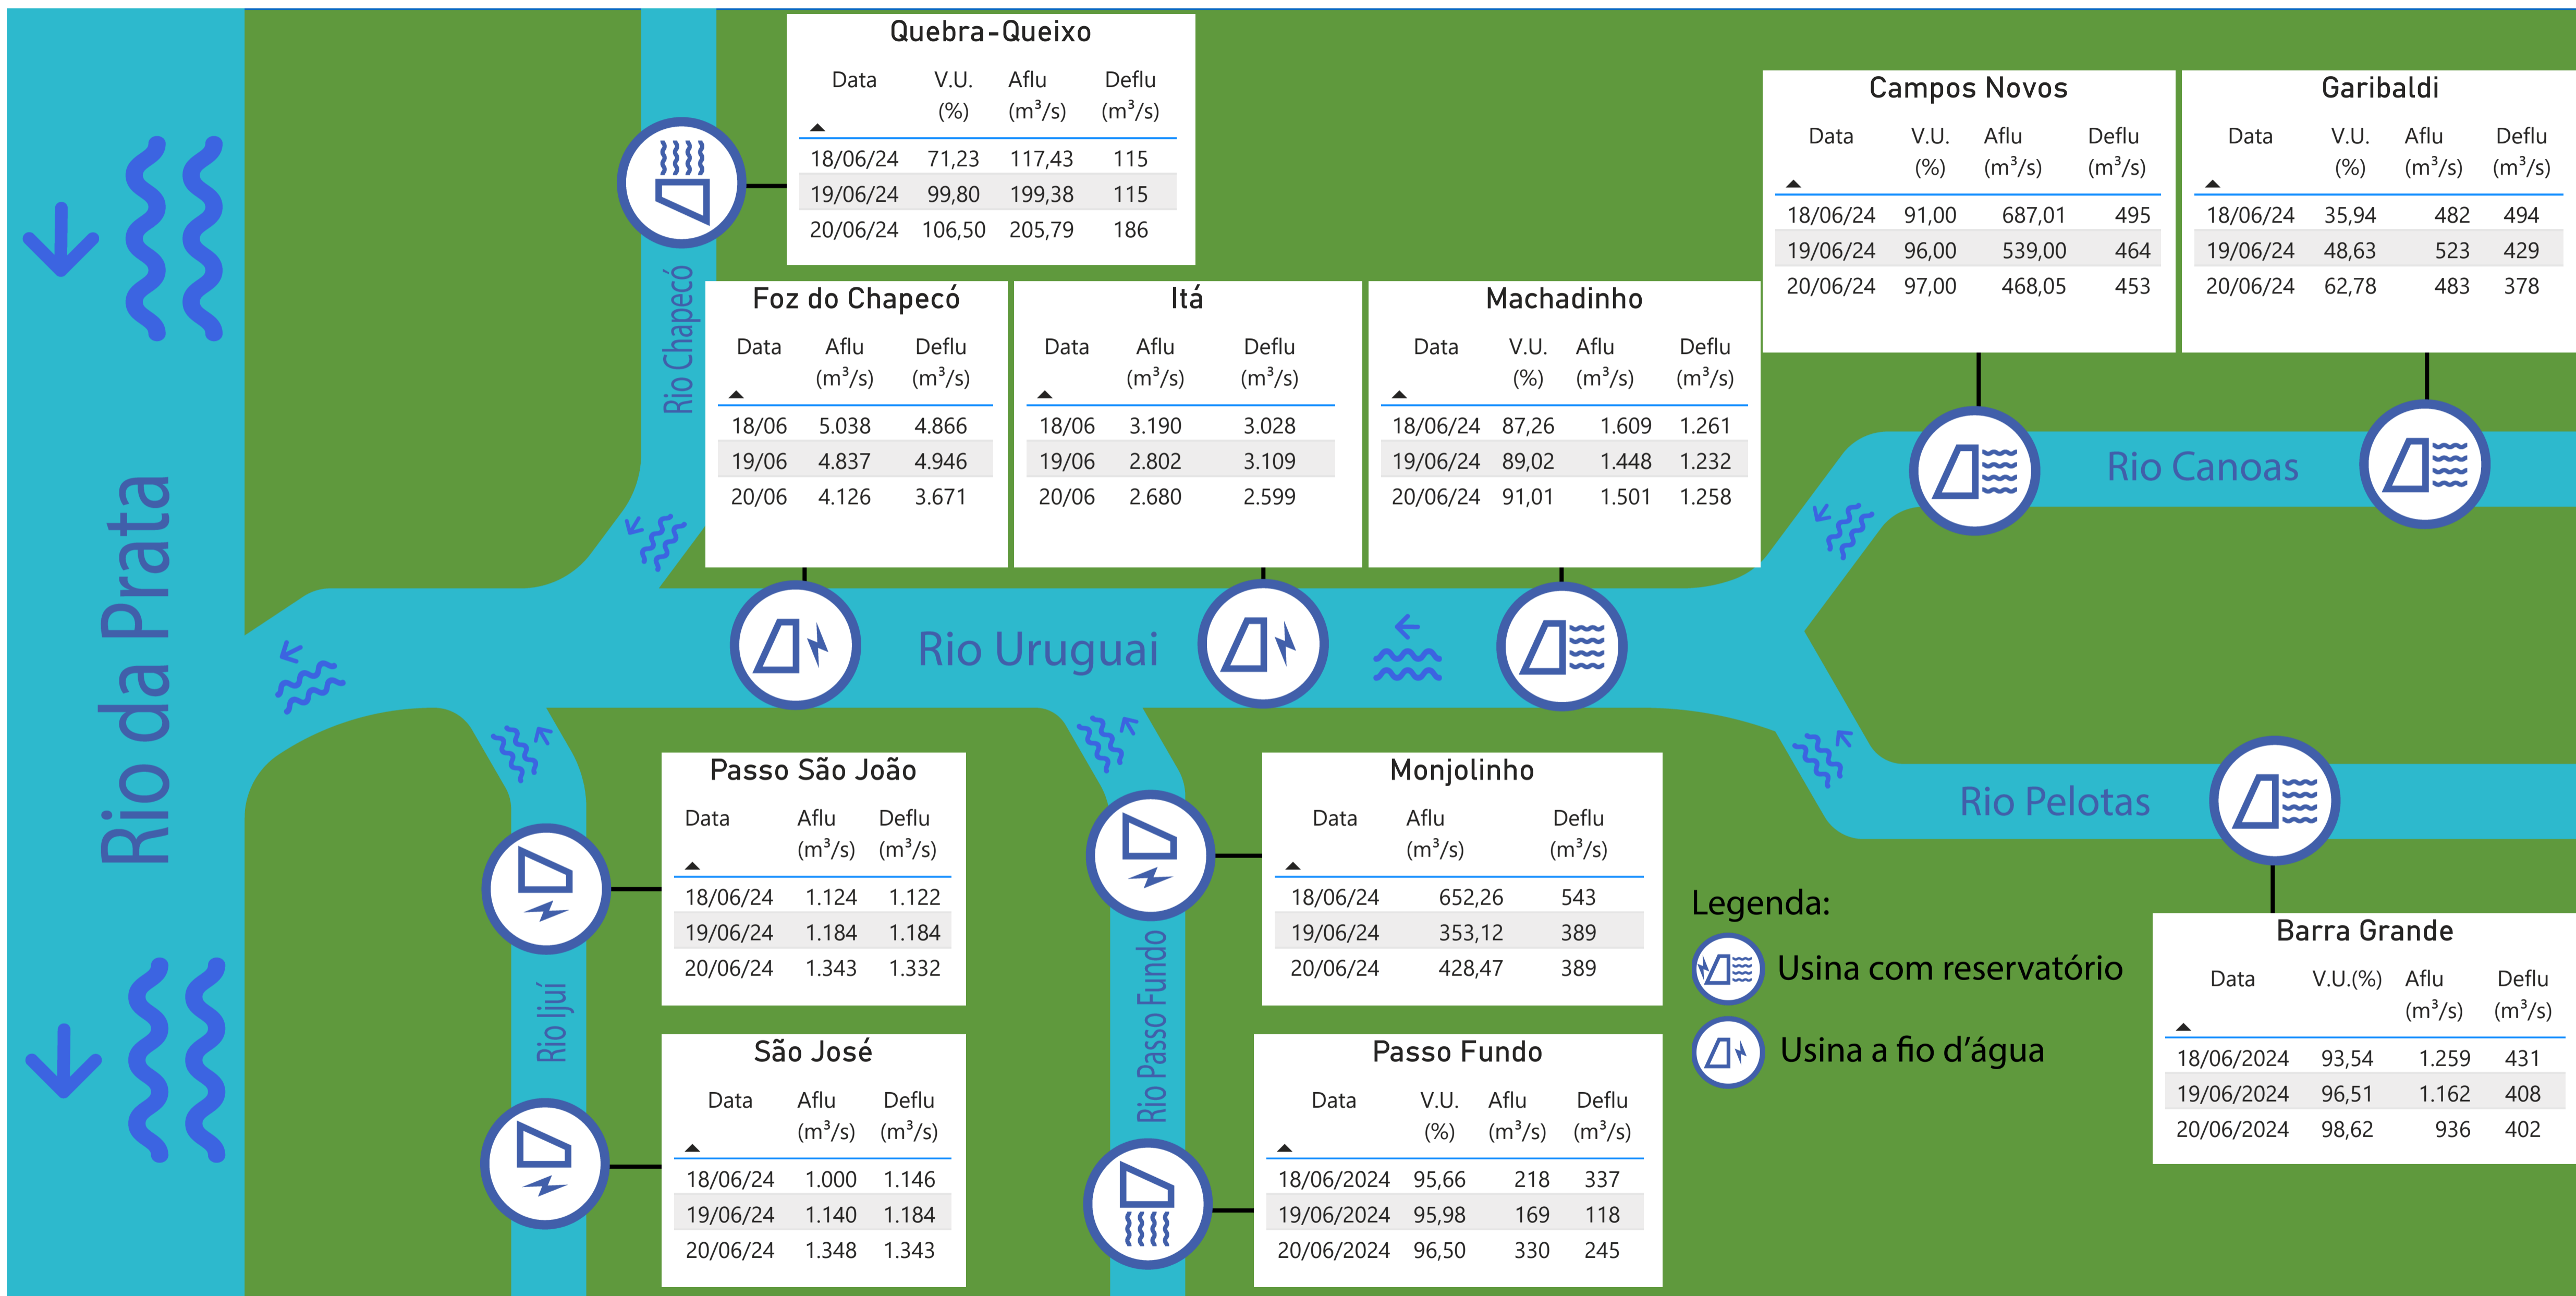 Quebra-Queixo
Data V.U. Aflu Deflu
(%) (m³/s) (m³/s)
18/06/24 71,23 117,43 115
19/06/24 99,80 199,38 115
20/06/24 106,50 205,79 186
Campos Novos
Data V.U. Aflu Deflu
(%) (m³/s) (m³/s)
18/06/24 91,00 687,01 495
19/06/24 96,00 539,00 464
20/06/24 97,00 468,05 453
Garibaldi
Data V.U. Aflu Deflu
(%) (m³/s) (m³/s)
18/06/24 35,94 482 494
19/06/24 48,63 523 429
20/06/24 62,78 483 378
Rio Chapecó
Foz do Chapecó
Data Aflu Deflu
(m³/s) (m³/s)
18/06 5.038 4.866
19/06 4.837 4.946
20/06 4.126 3.671
Itá
Data Aflu Deflu
(m³/s) (m³/s)
18/06 3.190 3.028
19/06 2.802 3.109
20/06 2.680 2.599
Machadinho
Data V.U. Aflu Deflu
(%) (m³/s) (m³/s)
18/06/24 87,26 1.609 1.261
19/06/24 89,02 1.448 1.232
20/06/24 91,01 1.501 1.258
Rio Canoas
Rio da Prata
Rio Uruguai
Rio Pelotas
Passo São João
Data Aflu Deflu
(m³/s) (m³/s)
18/06/24 1.124 1.122
19/06/24 1.184 1.184
20/06/24 1.343 1.332
Monjolinho
Data Aflu Deflu
(m³/s) (m³/s)
18/06/24 652,26 543
19/06/24 353,12 389
20/06/24 428,47 389
Legenda:
Usina com reservatório
Usina a fio d'água
Barra Grande
Data V.U.(%) Aflu Deflu
(m³/s) (m³/s)
18/06/2024 93,54 1.259 431
19/06/2024 96,51 1.162 408
20/06/2024 98,62 936 402
Rio Ijuí
São José
Data Aflu Deflu
(m³/s) (m³/s)
18/06/24 1.000 1.146
19/06/24 1.140 1.184
20/06/24 1.348 1.343
Rio Passo Fundo
Passo Fundo
Data V.U. Aflu Deflu
(%) (m³/s) (m³/s)
18/06/2024 95,66 218 337
19/06/2024 95,98 169 118
20/06/2024 96,50 330 245